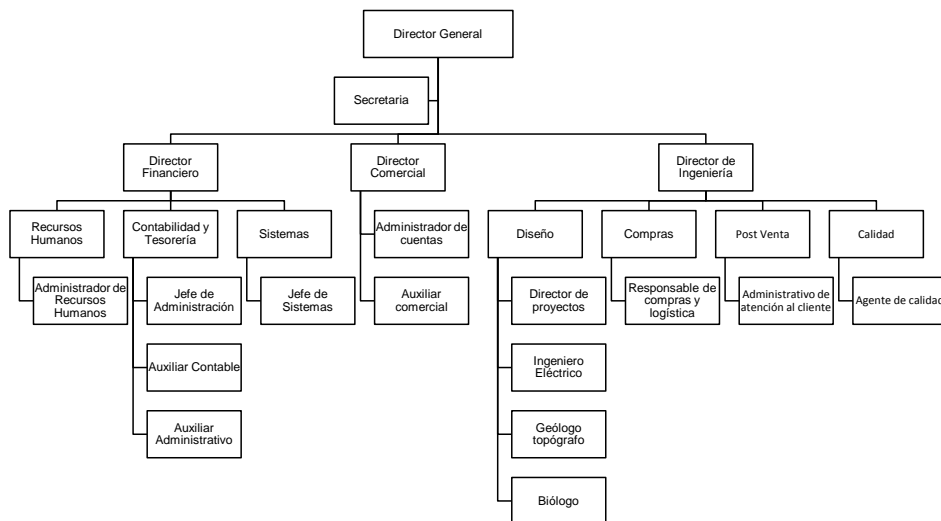 Director General
Secretaria
Director
Financiero
Director
Comercial
Director de
Ingeniería
Recursos
Humanos
Contabilidad y
Tesorería
Sistemas
Administrador de
cuentas
Diseño
Compras
Post Venta
Calidad
Administrador de
Recursos
Humanos
Jefe de
Administración
Jefe de
Sistemas
Auxiliar
comercial
Director de
proyectos
Responsable de
compras y
logística
Administrativo de
atención al cliente
Agente de calidad
Auxiliar Contable
Ingeniero
Eléctrico
Auxiliar
Administrativo
Geólogo
topógrafo
Biólogo